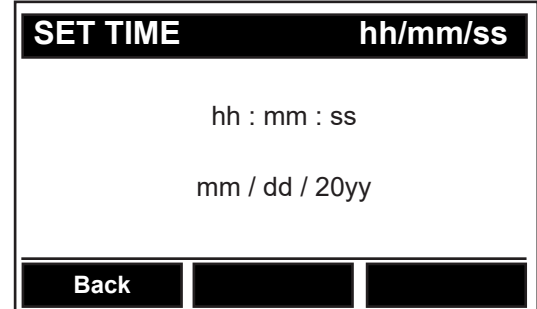 SET TIME hh/mm/ss
hh : mm : ss
mm / dd / 20yy
Back